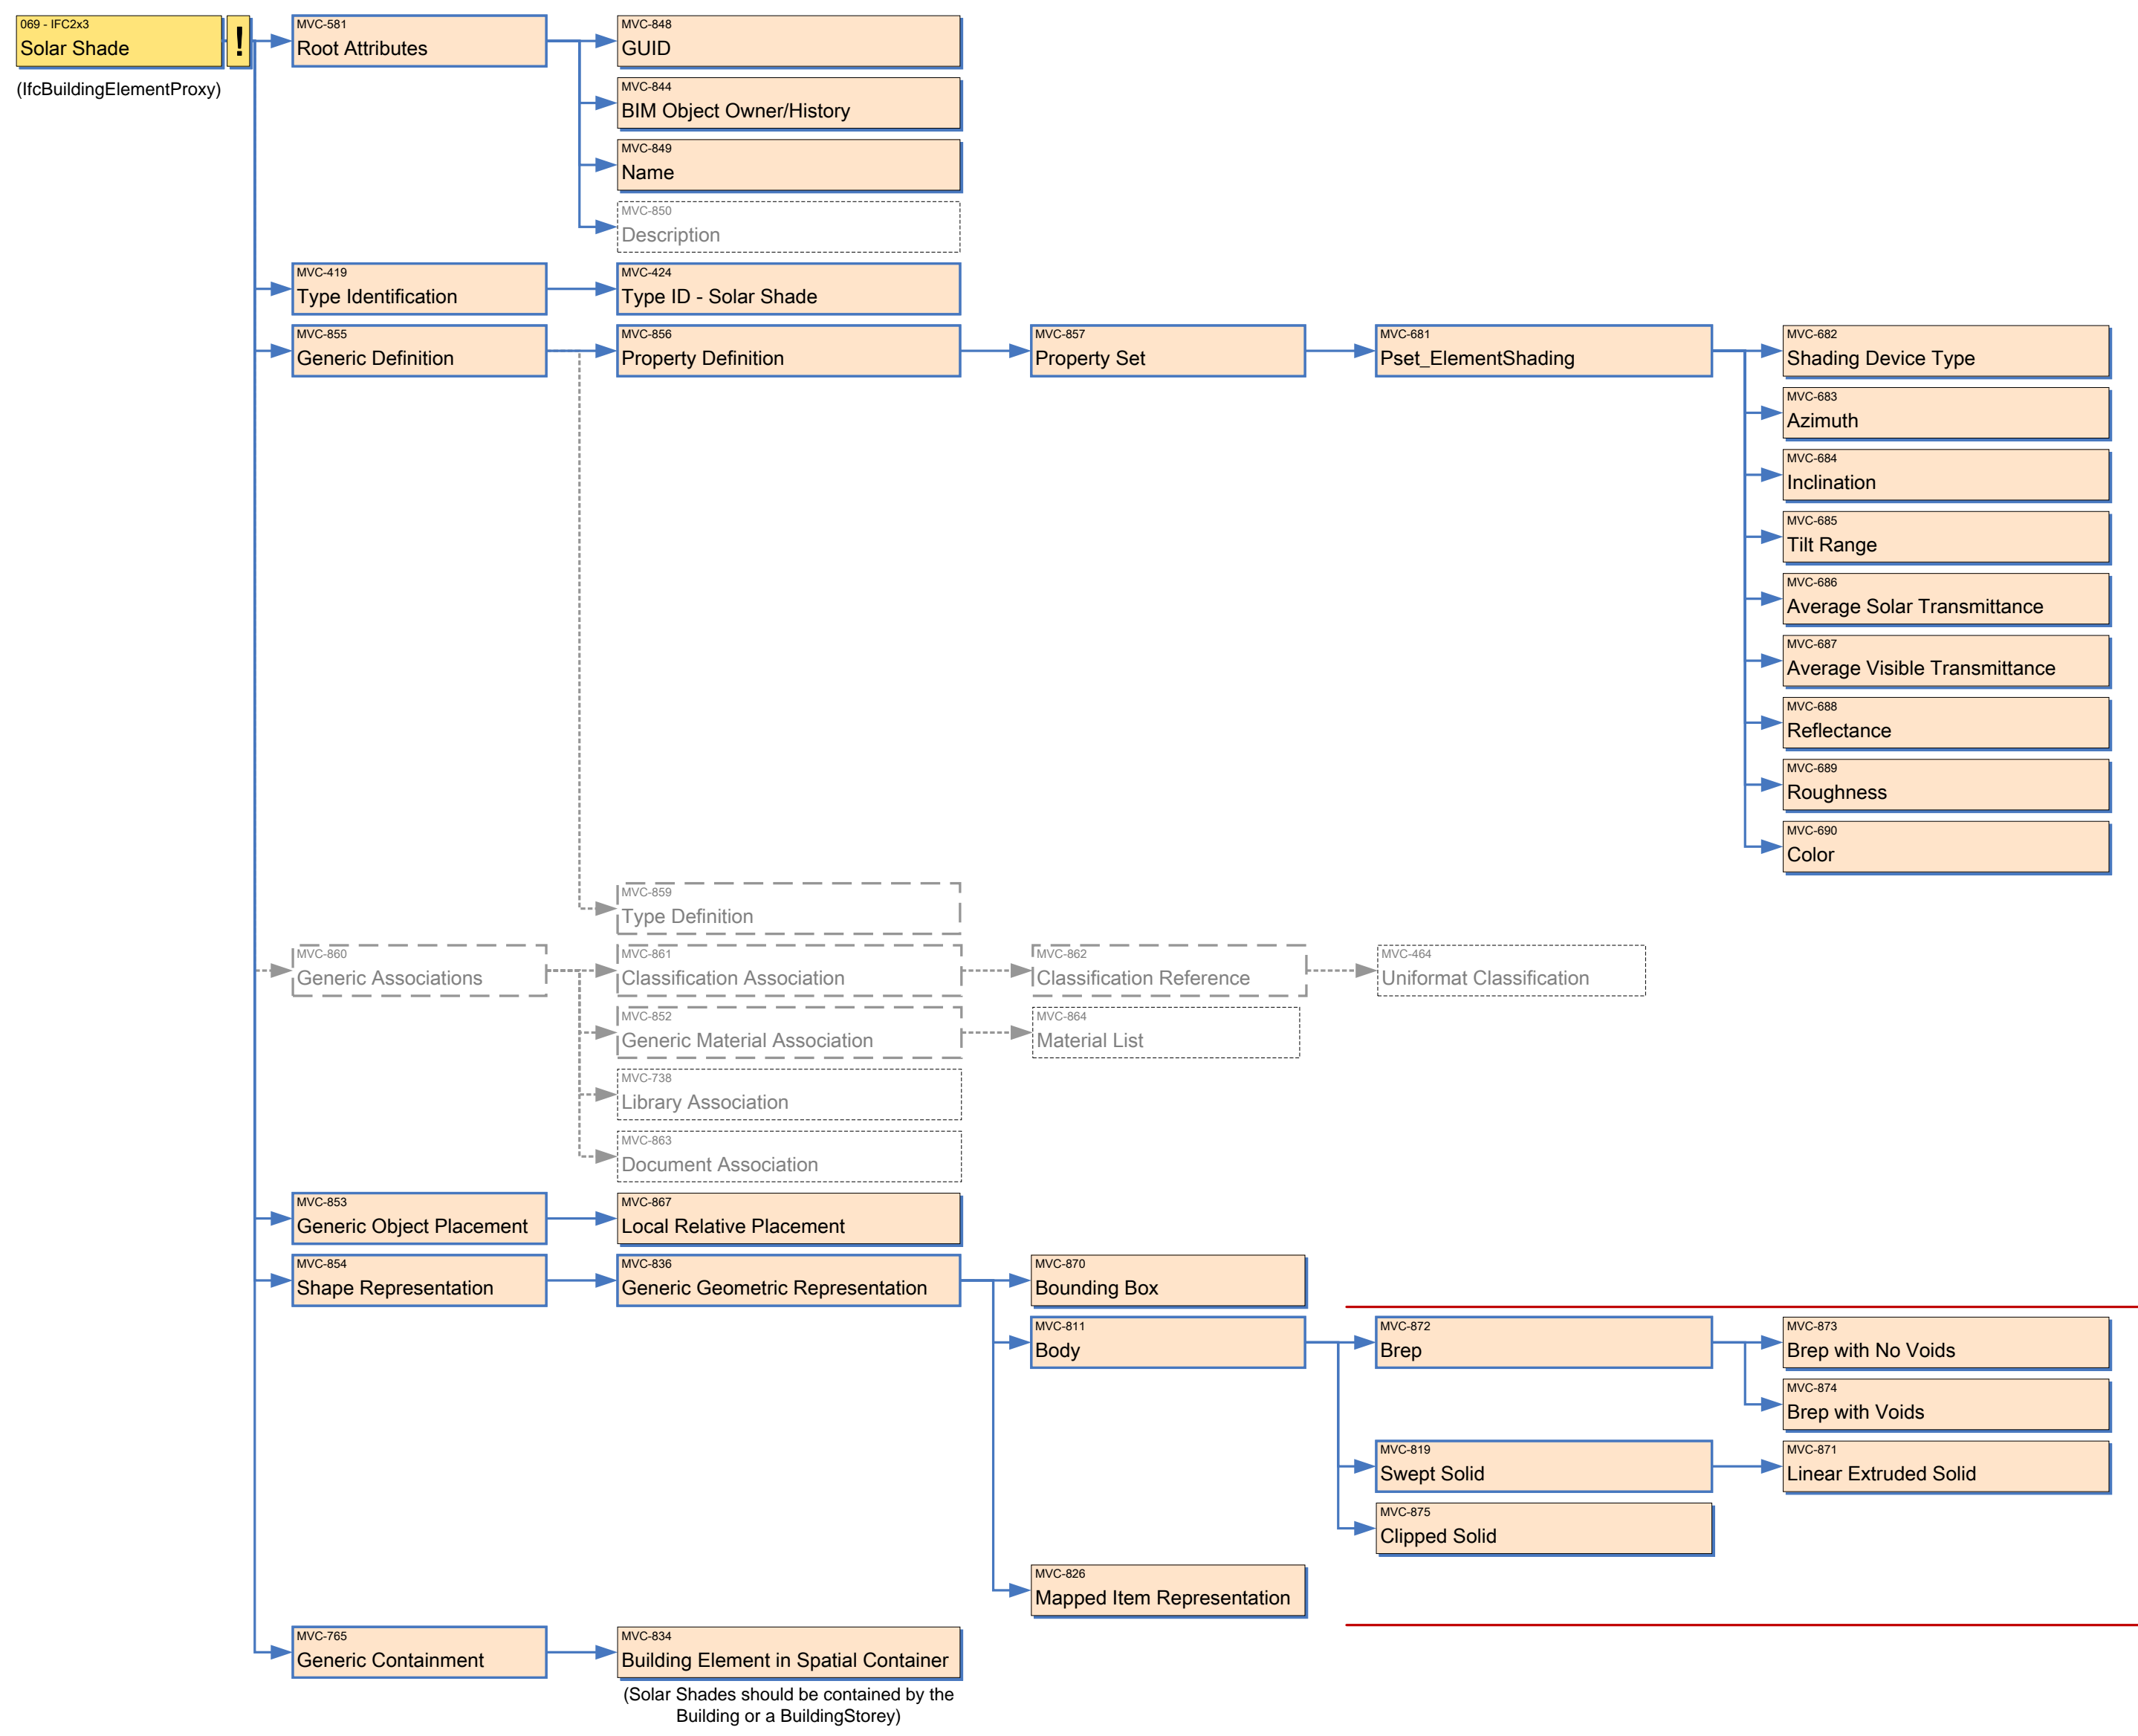 069 - IFC2x3
Solar Shade
!
(IfcBuildingElementProxy)
MVC-581
Root Attributes
MVC-848
GUID
MVC-844
BIM Object Owner/History
MVC-849
Name
MVC-850
Description
MVC-419
Type Identification
MVC-424
Type ID - Solar Shade
MVC-855
Generic Definition
MVC-856
Property Definition
MVC-857
Property Set
MVC-681
Pset_ElementShading
MVC-682
Shading Device Type
MVC-683
Azimuth
MVC-684
Inclination
MVC-685
Tilt Range
MVC-686
Average Solar Transmittance
MVC-687
Average Visible Transmittance
MVC-688
Reflectance
MVC-689
Roughness
MVC-690
Color
MVC-859
Type Definition
MVC-860
Generic Associations
MVC-861
Classification Association
MVC-862
Classification Reference
MVC-464
Uniformat Classification
MVC-852
Generic Material Association
MVC-864
Material List
MVC-738
Library Association
MVC-863
Document Association
MVC-853
Generic Object Placement
MVC-867
Local Relative Placement
MVC-854
Shape Representation
MVC-836
Generic Geometric Representation
MVC-870
Bounding Box
MVC-811
Body
MVC-872
Brep
MVC-873
Brep with No Voids
MVC-874
Brep with Voids
MVC-819
Swept Solid
MVC-871
Linear Extruded Solid
MVC-875
Clipped Solid
MVC-826
Mapped Item Representation
MVC-765
Generic Containment
MVC-834
Building Element in Spatial Container
(Solar Shades should be contained by the
Building or a BuildingStorey)